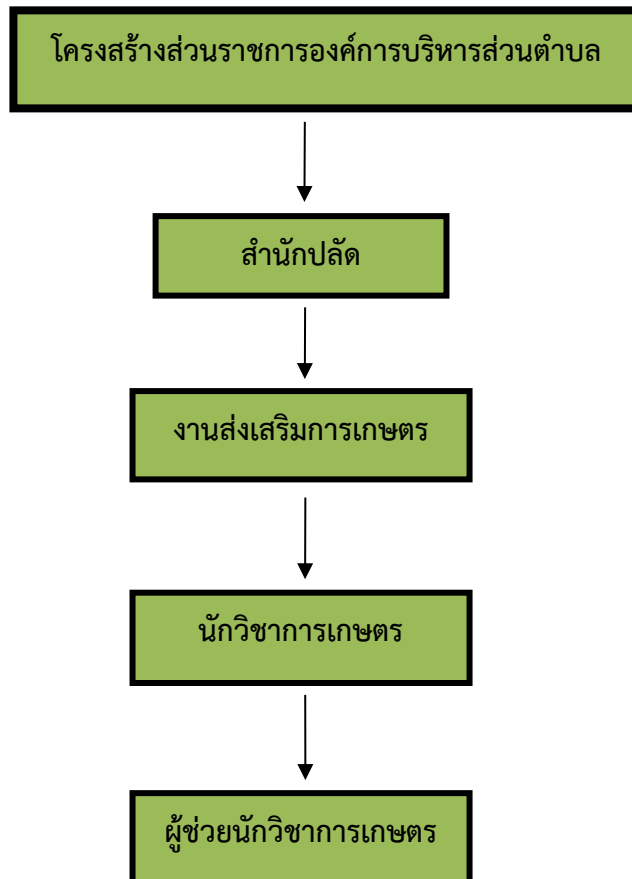 โครงสร้างส่วนราชการองค์การบริหารส่วนตำบล
สำนักปลัด
งานส่งเสริมการเกษตร
นักวิชาการเกษตร
ผู้ช่วยนักวิชาการเกษตร